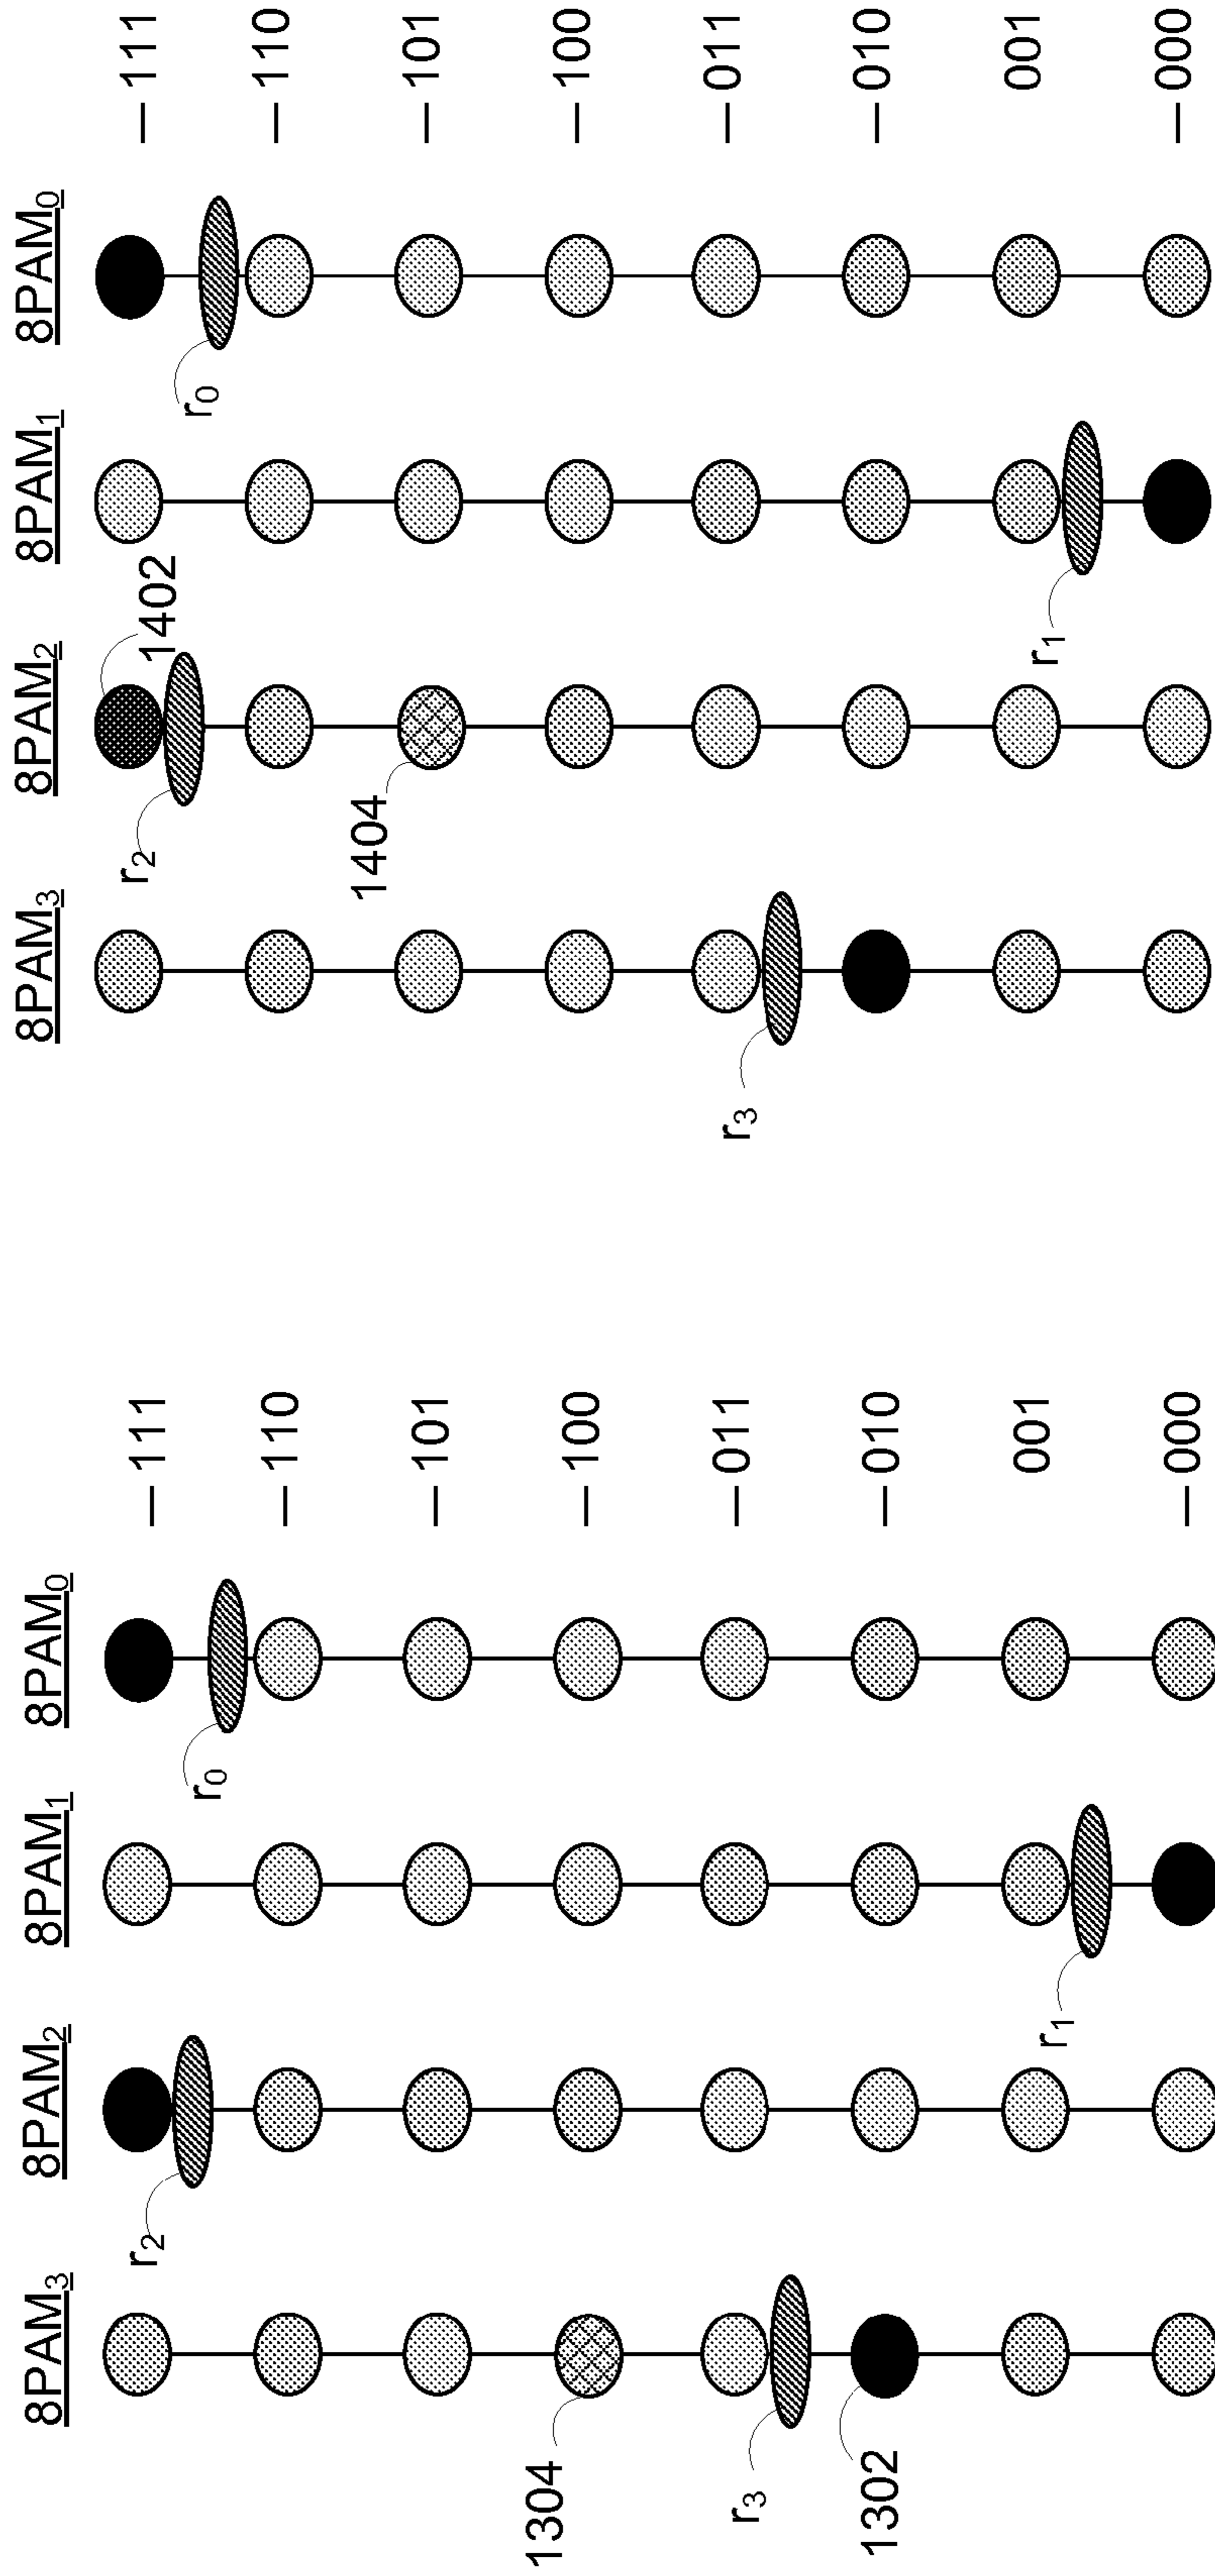 8PAM₃ 8PAM₂ 8PAM₁ 8PAM₀
r₂
r₀
–111
–110
–101
1304
–100
r₃
–011
1302
–010
r₁
001
–000
8PAM₃ 8PAM₂ 8PAM₁ 8PAM₀
r₂
1402
r₀
–111
–110
1404
–101
–100
r₃
–011
–010
r₁
001
–000